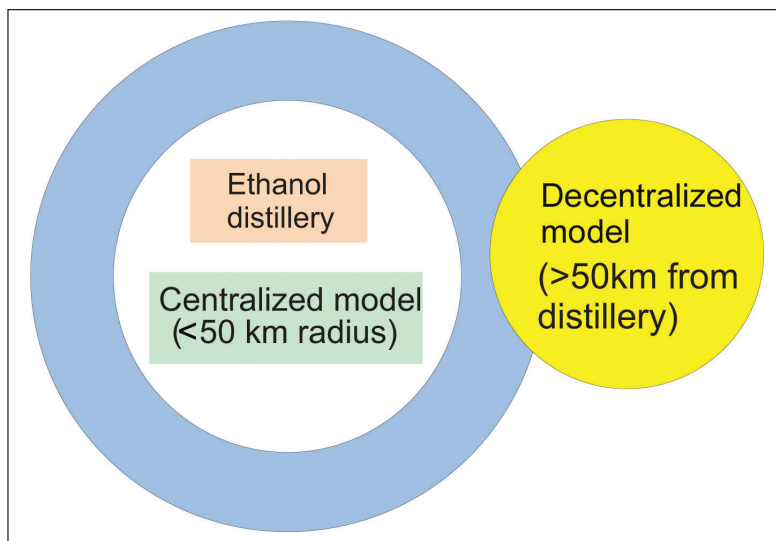 Ethanol
distillery
Centralized model
(<50 km radius)
Decentralized
model
(>50km from
distillery)